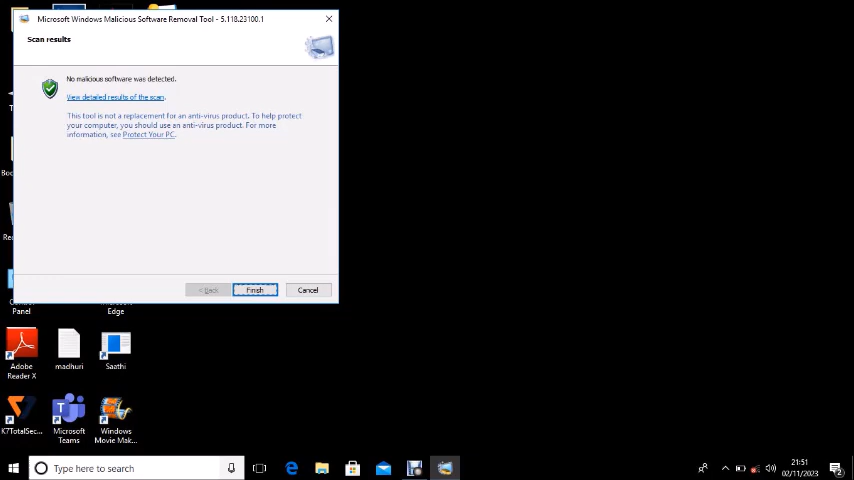 Microsoft Windows Malicious Software Removal Tool - 5.118.23100.1
Scan results
No malicious software was detected.
View detailed results of the scan.
This tool is not a replacement for an anti-virus product. To help protect
your computer, you should use an anti-virus product. For more
information, see Protect Your PC.
< Back
Finish
Cancel
Panel
Edge
Adobe
Reader X
madhuri
Saathi
K7TotalSec...
Microsoft
Teams
Windows
Movie Mak...
Type here to search
21:51
02/11/2023
2